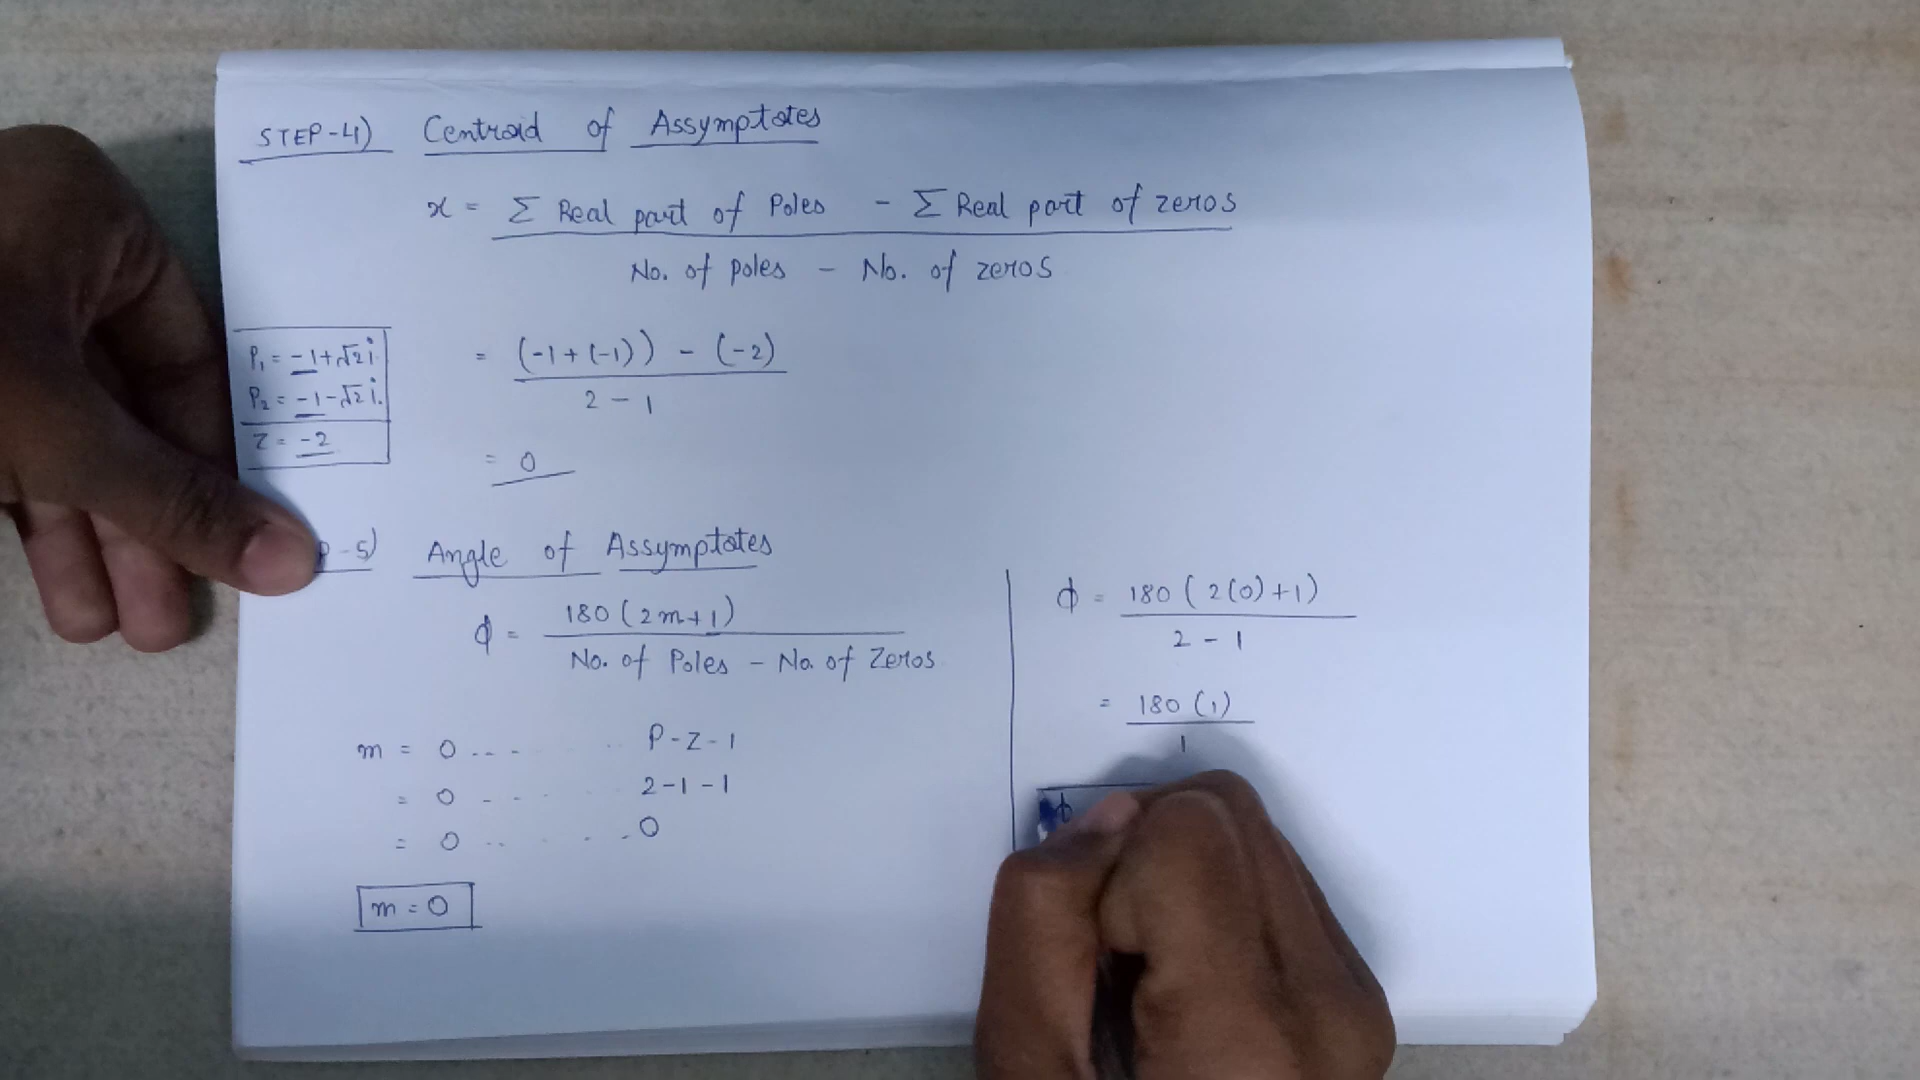 STEP-4) Centroid of Assymptotes
x = Σ Real part of Poles - Σ Real part of zeros
No. of poles - No. of zeros
P₁ = -1+√2i
P₂ = -1-√2i.
Z = -2
= (-1+(-1)) - (-2)
2 - 1
= 0
p-5) Angle of Assymptotes
ϕ = 180 (2m+1)
No. of Poles - No. of Zeros
m = 0 ... .. P-Z-1
= 0 - - - . . . 2-1-1
= 0 .. . . . . 0
m = 0
ϕ = 180 (2(0)+1)
2 - 1
= 180 (1)
1
ϕ